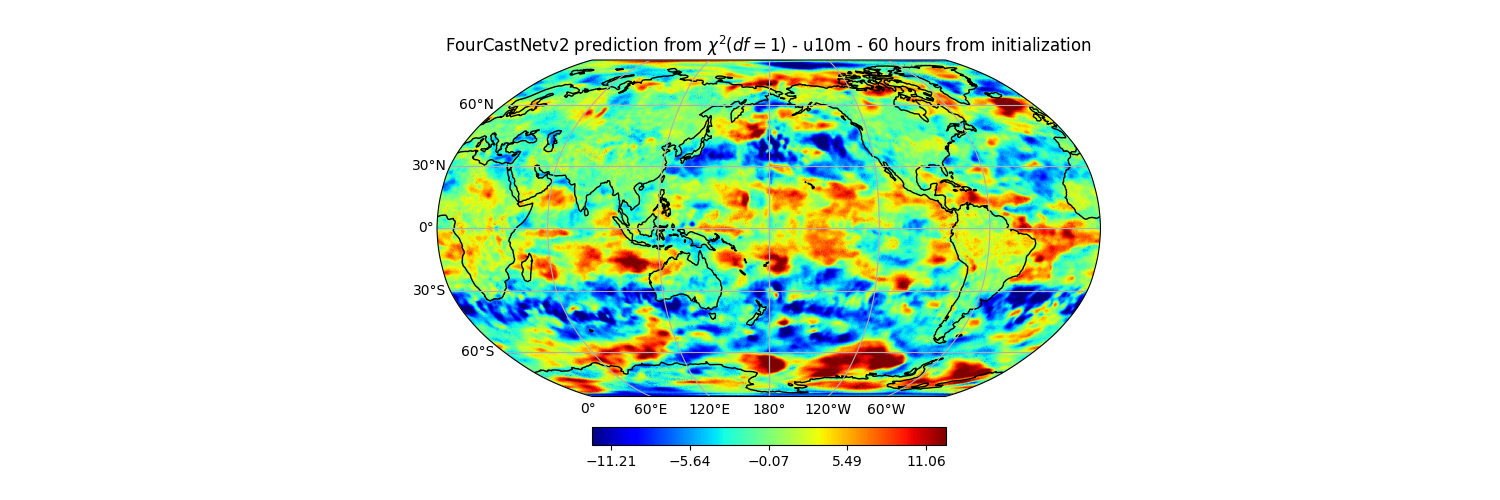 FourCastNetv2 prediction from χ²(df = 1) - u10m - 60 hours from initialization
60°N
30°N
0°
30°S
60°S
0° 60°E 120°E 180° 120°W 60°W
−11.21 −5.64 −0.07 5.49 11.06